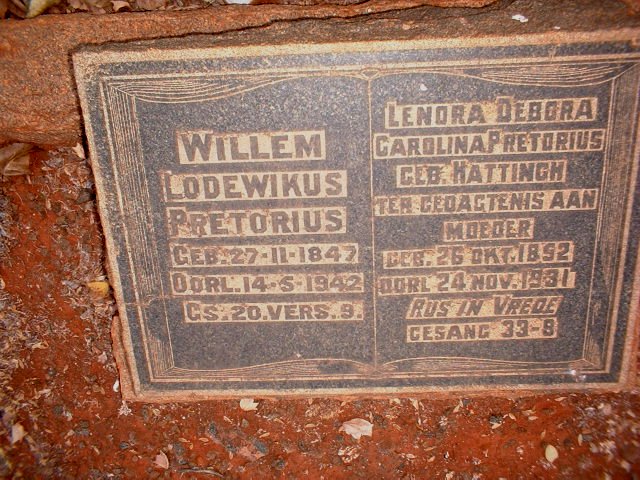 WILLEM
LODEWIKUS
PRETORIUS
GEB. 27-11-1847
OORL. 14-5-1942
GS. 20. VERS. 9.
LENORA DEBORA
CAROLINA PRETORIUS
GEB. HATTINGH
TER GEDAGTENIS AAN
MOEDER
GEB. 26 OKT. 1852
OORL 24 NOV. 1931
RUS IN VREDE
GESANG 33-8